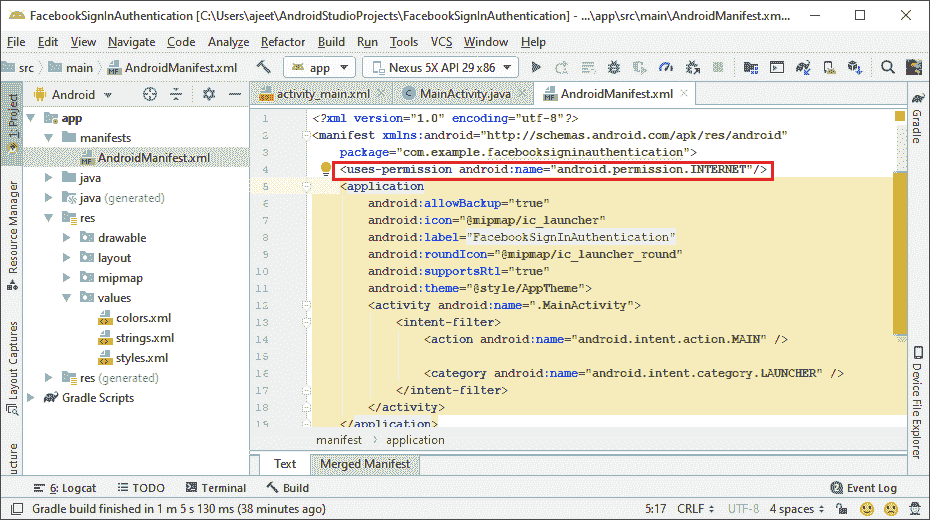 FacebookSignInAuthentication [C:\Users\ajeet\AndroidStudioProjects\FacebookSignInAuthentication] - ...\app\src\main\AndroidManifest.xm...
File Edit View Navigate Code Analyze Refactor Build Run Tools VCS Window Help
src main AndroidManifest.xml app Nexus 5X API 29 x86
1: Project
Resource Manager
Layout Captures
ucture
Android
app
manifests
AndroidManifest.xml
java
java (generated)
res
drawable
layout
mipmap
values
colors.xml
strings.xml
styles.xml
res (generated)
Gradle Scripts
activity_main.xml MainActivity.java AndroidManifest.xml
1 <?xml version="1.0" encoding="utf-8"?>
2 <manifest xmlns:android="http://schemas.android.com/apk/res/android"
3 package="com.example.facebooksigninauthentication">
4 <uses-permission android:name="android.permission.INTERNET"/>
5 <application
6 android:allowBackup="true"
7 android:icon="@mipmap/ic_launcher"
8 android:label="FacebookSignInAuthentication"
9 android:roundIcon="@mipmap/ic_launcher_round"
10 android:supportsRtl="true"
11 android:theme="@style/AppTheme">
12 <activity android:name=".MainActivity">
13 <intent-filter>
14 <action android:name="android.intent.action.MAIN" />
15
16 <category android:name="android.intent.category.LAUNCHER" />
17 </intent-filter>
18 </activity>
19 </application>
manifest application
Text Merged Manifest
Gradle
Device File Explorer
6: Logcat TODO Terminal Build Event Log
Gradle build finished in 1 m 5 s 130 ms (38 minutes ago) 5:17 CRLF UTF-8 4 spaces